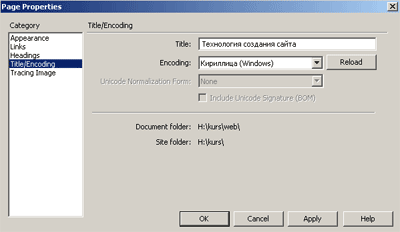 Page Properties
Category
Title/Encoding
Appearance
Links
Headings
Title/Encoding
Tracing Image
Title: Технология создания сайта
Encoding: Кириллица (Windows) Reload
Unicode Normalization Form: None
Include Unicode Signature (BOM)
Document folder: H:\kurs\web\
Site folder: H:\kurs\
OK Cancel Apply Help